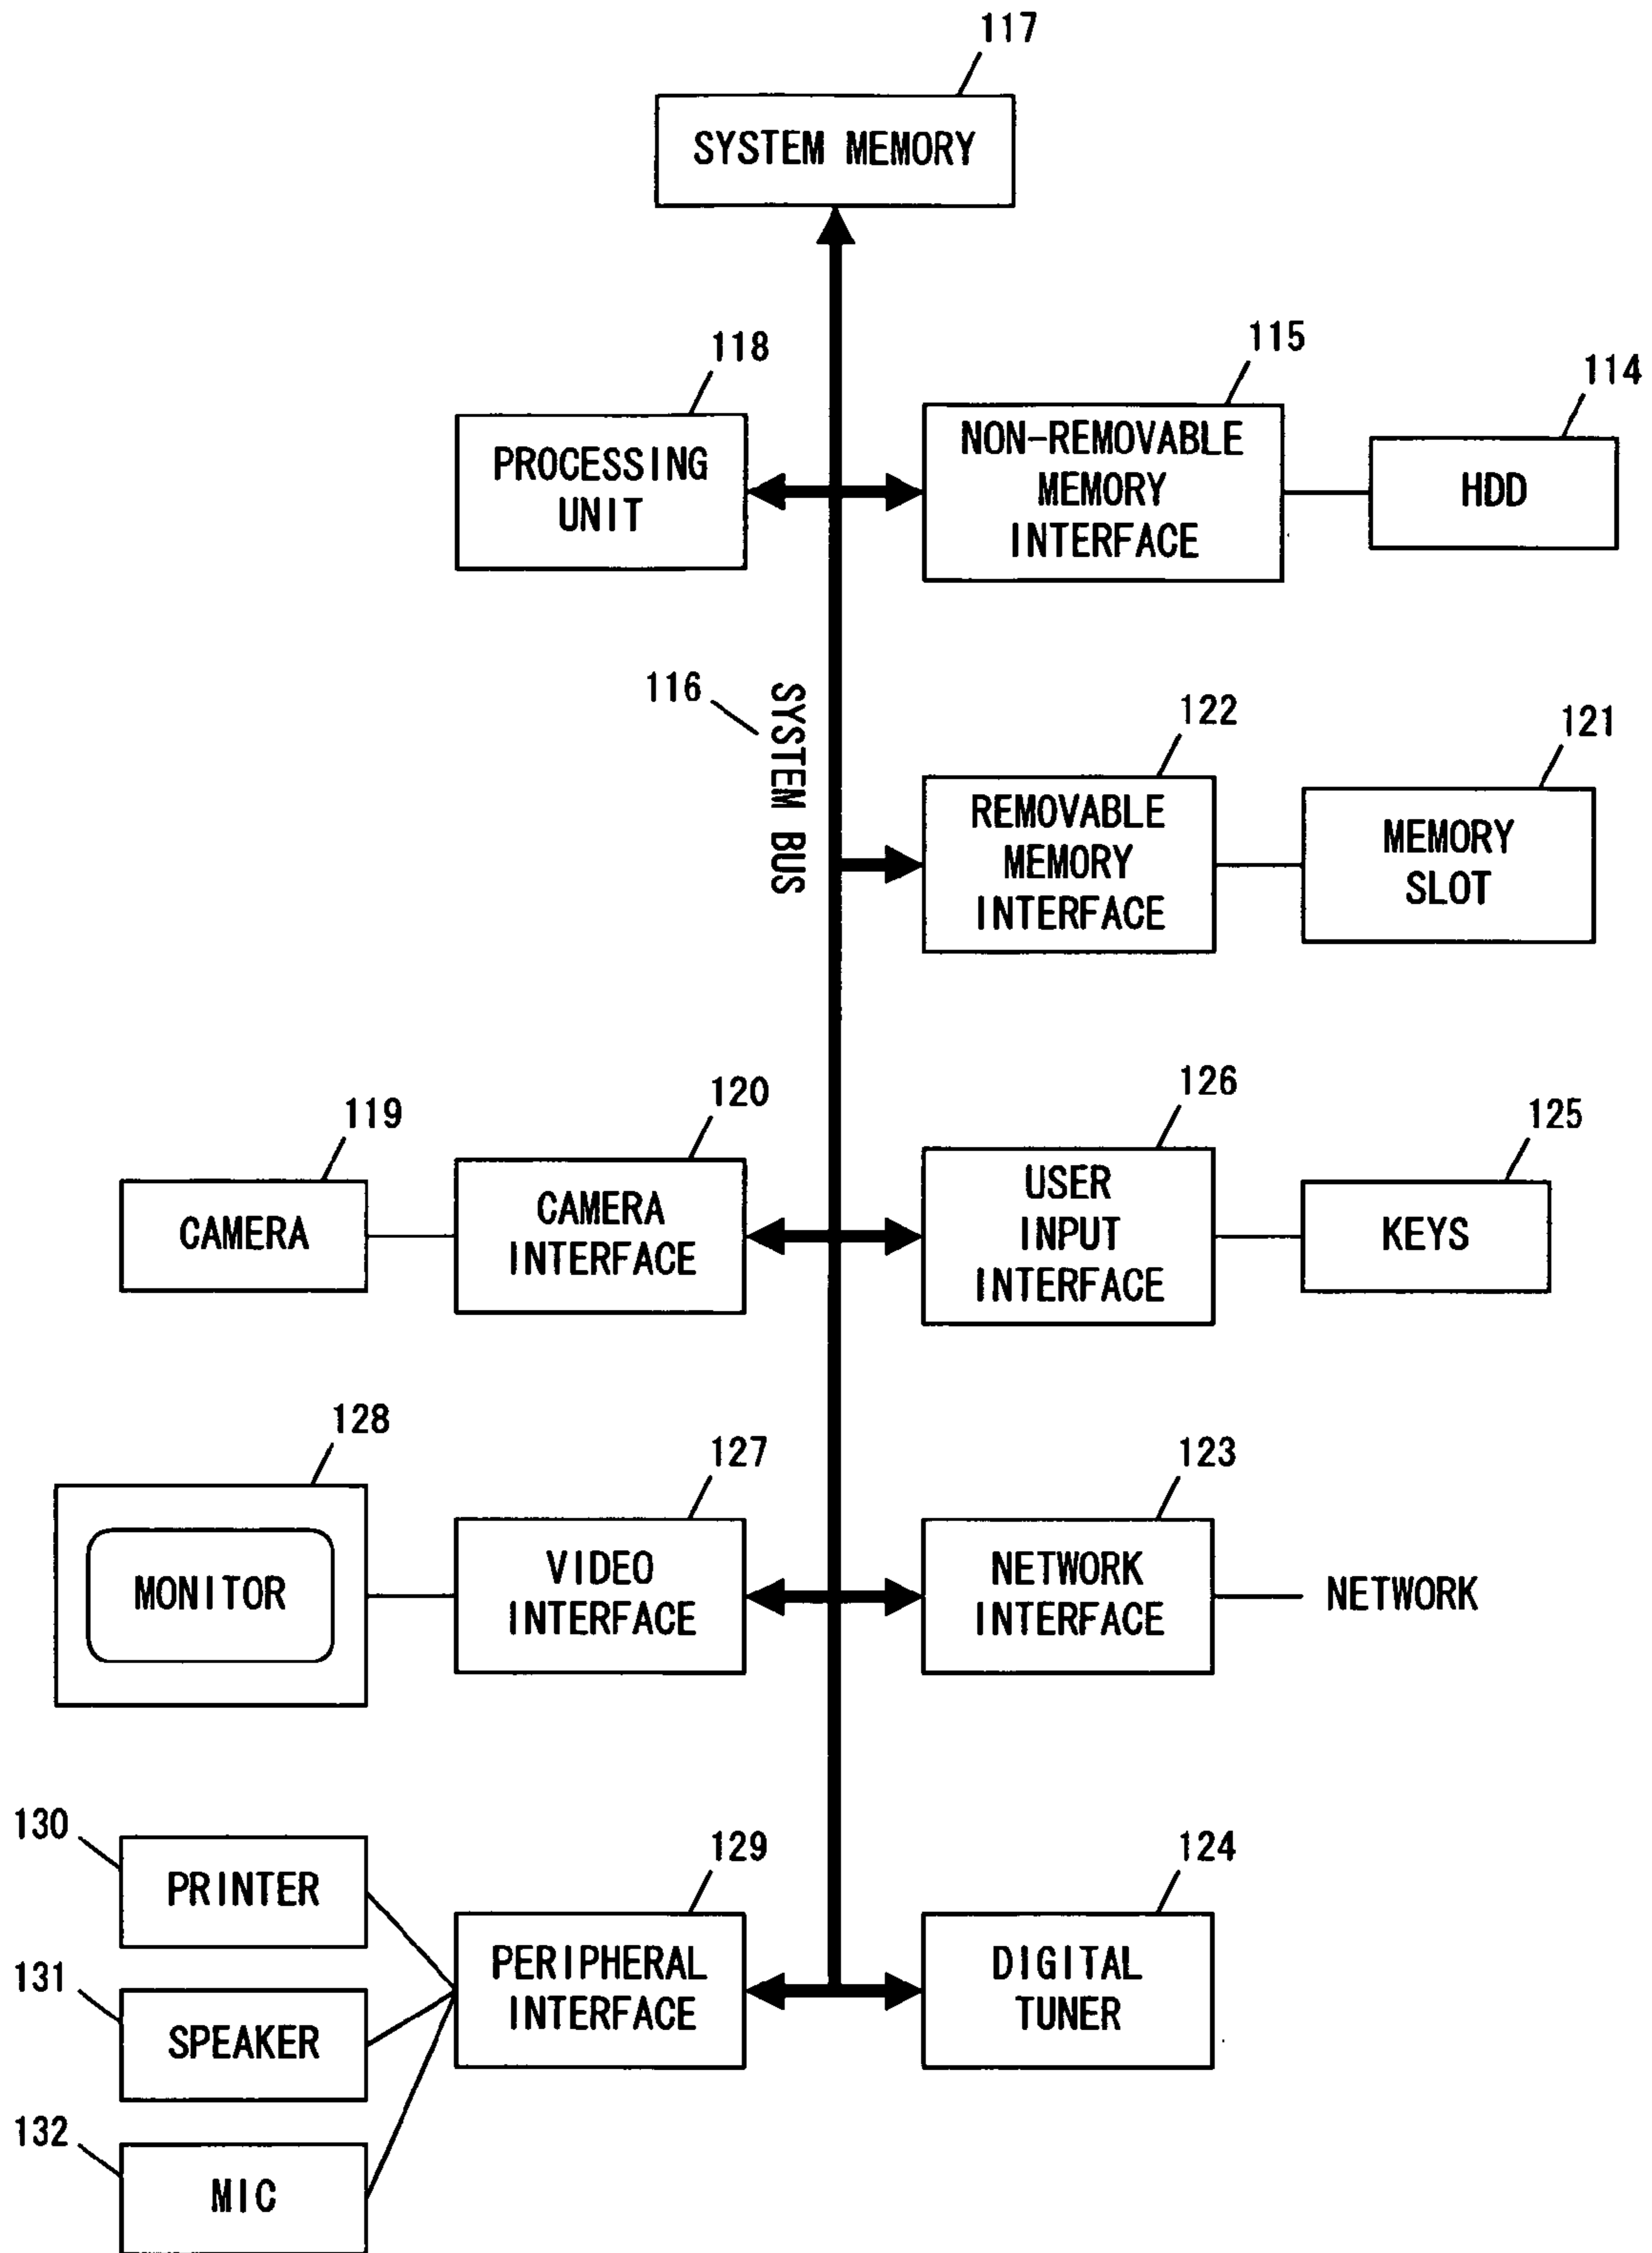 117
SYSTEM MEMORY
118
PROCESSING
UNIT
115
NON-REMOVABLE
MEMORY
INTERFACE
114
HDD
116
SYSTEM BUS
122
REMOVABLE
MEMORY
INTERFACE
121
MEMORY
SLOT
119
CAMERA
120
CAMERA
INTERFACE
126
USER
INPUT
INTERFACE
125
KEYS
128
MONITOR
127
VIDEO
INTERFACE
123
NETWORK
INTERFACE
NETWORK
130
PRINTER
131
SPEAKER
132
MIC
129
PERIPHERAL
INTERFACE
124
DIGITAL
TUNER